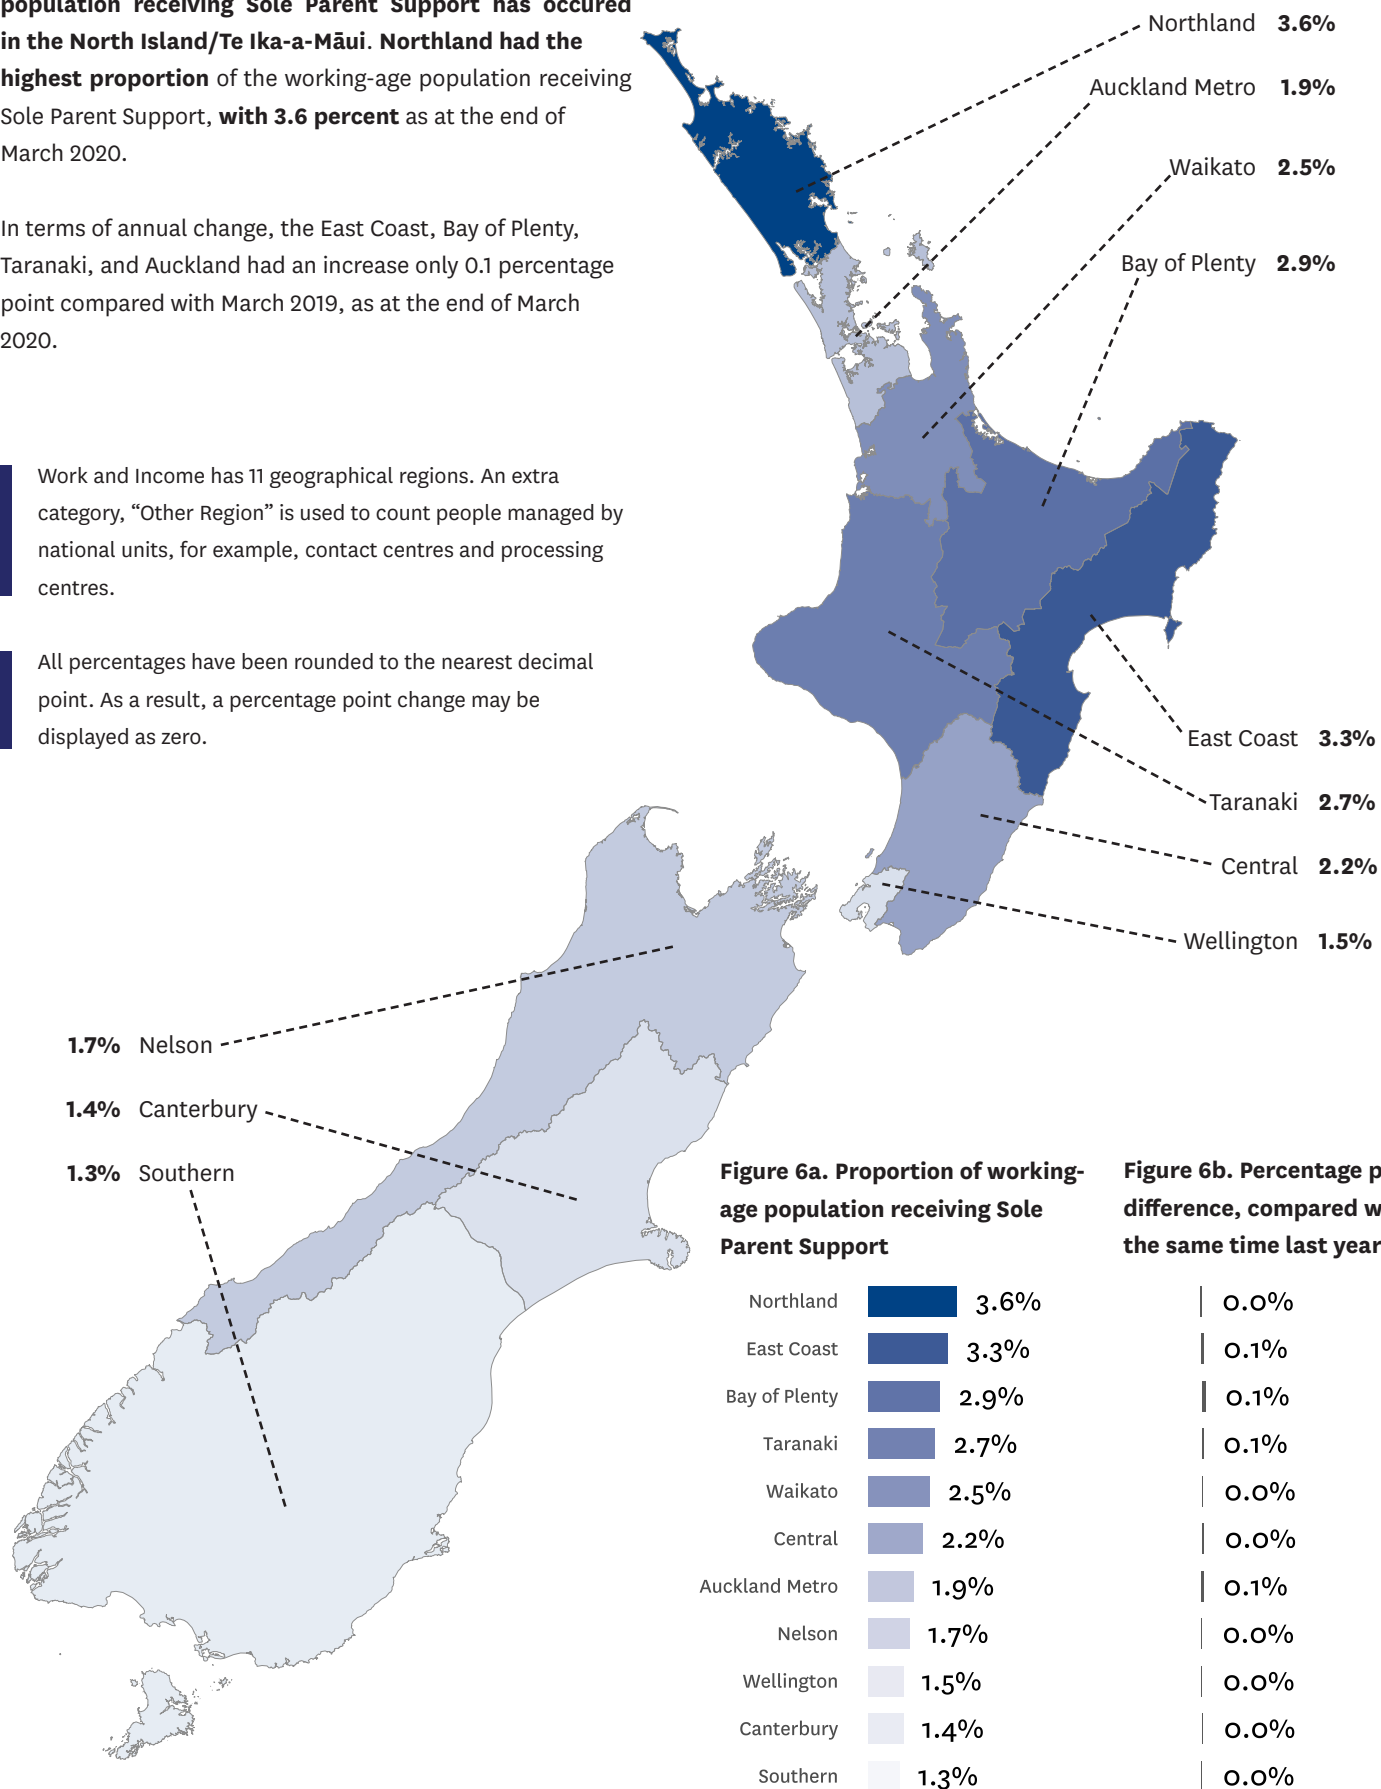 population receiving Sole Parent Support has occured
in the North Island/Te Ika-a-Māui. Northland had the
highest proportion of the working-age population receiving
Sole Parent Support, with 3.6 percent as at the end of
March 2020.
In terms of annual change, the East Coast, Bay of Plenty,
Taranaki, and Auckland had an increase only 0.1 percentage
point compared with March 2019, as at the end of March
2020.
Work and Income has 11 geographical regions. An extra
category, “Other Region” is used to count people managed by
national units, for example, contact centres and processing
centres.
All percentages have been rounded to the nearest decimal
point. As a result, a percentage point change may be
displayed as zero.
Northland 3.6%
Auckland Metro 1.9%
Waikato 2.5%
Bay of Plenty 2.9%
East Coast 3.3%
Taranaki 2.7%
Central 2.2%
Wellington 1.5%
1.7% Nelson
1.4% Canterbury
1.3% Southern
Figure 6a. Proportion of working-
age population receiving Sole
Parent Support
Northland 3.6%
East Coast 3.3%
Bay of Plenty 2.9%
Taranaki 2.7%
Waikato 2.5%
Central 2.2%
Auckland Metro 1.9%
Nelson 1.7%
Wellington 1.5%
Canterbury 1.4%
Southern 1.3%
Figure 6b. Percentage p
difference, compared w
the same time last year
0.0%
0.1%
0.1%
0.1%
0.0%
0.0%
0.1%
0.0%
0.0%
0.0%
0.0%